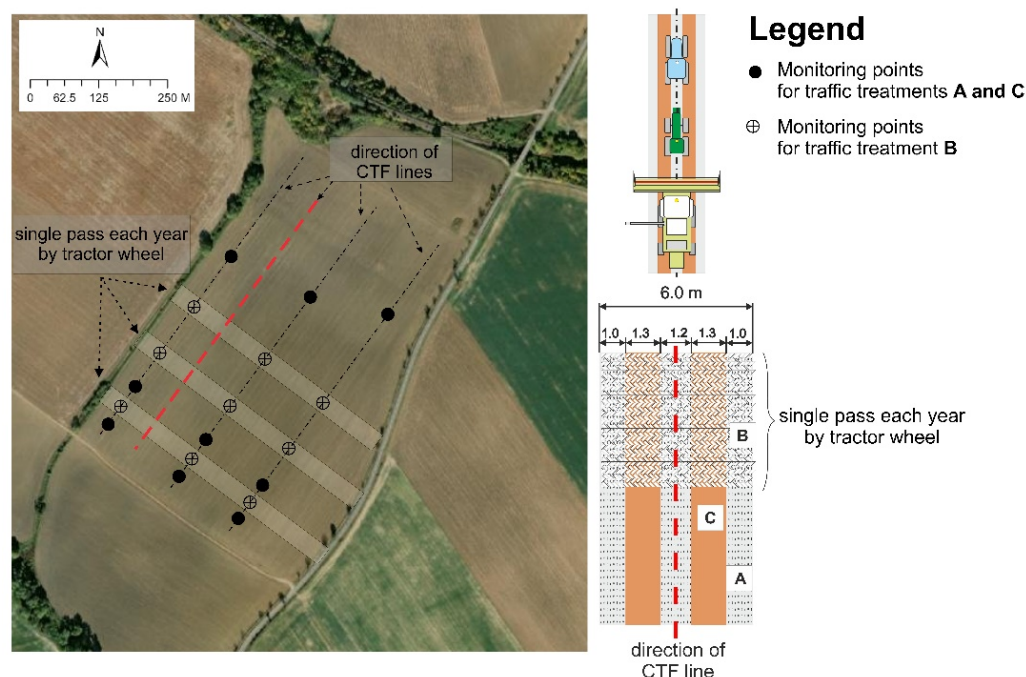 N
0 62.5 125 250 M
direction of
CTF lines
single pass each year
by tractor wheel
Legend
Monitoring points
for traffic treatments A and C
Monitoring points
for traffic treatment B
6.0 m
1.0 1.3 1.2 1.3 1.0
B
single pass each year
by tractor wheel
C
A
direction of
CTF line